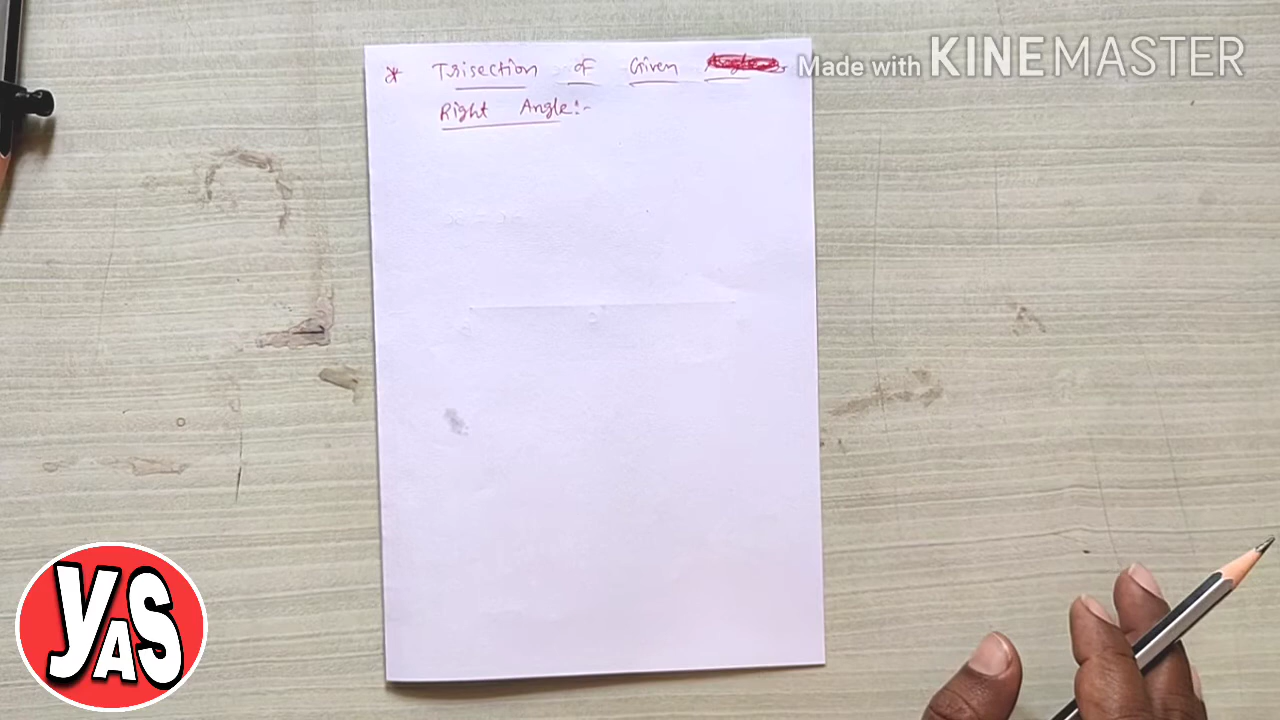 * Trisection of Given
Right Angle:-
Made with KINEMASTER
YAS